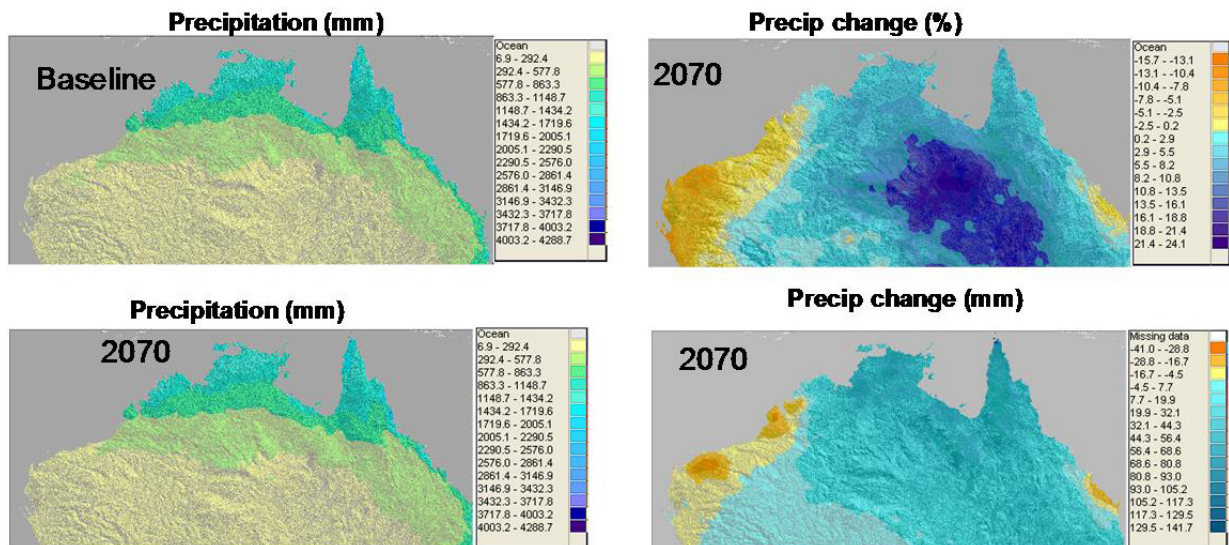 Precipitation (mm)
Baseline
Ocean
6.9 - 292.4
292.4 - 577.8
577.8 - 863.3
863.3 - 1148.7
1148.7 - 1434.2
1434.2 - 1719.6
1719.6 - 2005.1
2005.1 - 2290.5
2290.5 - 2576.0
2576.0 - 2861.4
2861.4 - 3146.9
3146.9 - 3432.3
3432.3 - 3717.8
3717.8 - 4003.2
4003.2 - 4288.7
Precip change (%)
2070
Ocean
-15.7 - -13.1
-13.1 - -10.4
-10.4 - -7.8
-7.8 - -5.1
-5.1 - -2.5
-2.5 - 0.2
0.2 - 2.9
2.9 - 5.5
5.5 - 8.2
8.2 - 10.8
10.8 - 13.5
13.5 - 16.1
16.1 - 18.8
18.8 - 21.4
21.4 - 24.1
Precipitation (mm)
2070
Ocean
6.9 - 292.4
292.4 - 577.8
577.8 - 863.3
863.3 - 1148.7
1148.7 - 1434.2
1434.2 - 1719.6
1719.6 - 2005.1
2005.1 - 2290.5
2290.5 - 2576.0
2576.0 - 2861.4
2861.4 - 3146.9
3146.9 - 3432.3
3432.3 - 3717.8
3717.8 - 4003.2
4003.2 - 4288.7
Precip change (mm)
2070
Missing data
-41.0 - -28.8
-28.8 - -16.7
-16.7 - -4.5
-4.5 - 7.7
7.7 - 19.9
19.9 - 32.1
32.1 - 44.3
44.3 - 56.4
56.4 - 68.6
68.6 - 80.8
80.8 - 93.0
93.0 - 105.2
105.2 - 117.3
117.3 - 129.5
129.5 - 141.7